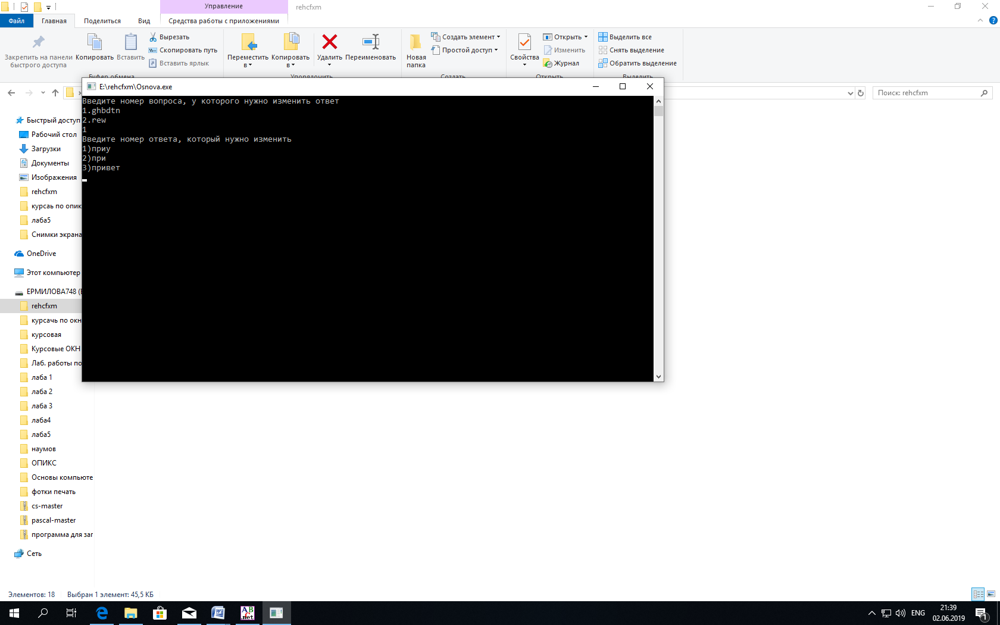 Управление
rehcfxm
Файл
Главная
Поделиться
Вид
Средства работы с приложениями
Закрепить на панели быстрого доступа
Копировать
Вставить
Вырезать
Скопировать путь
Вставить ярлык
Переместить в
Копировать в
Удалить
Переименовать
Новая папка
Создать элемент
Простой доступ
Свойства
Открыть
Изменить
Журнал
Выделить все
Снять выделение
Обратить выделение
Буфер обмена
Упорядочить
Создать
Открыть
Выделить
Поиск: rehcfxm
E:\rehcfxm\Osnova.exe
Введите номер вопроса, у которого нужно изменить ответ
1.ghbdtn
2.rew
1
Введите номер ответа, который нужно изменить
1)приу
2)при
3)привет
Быстрый доступ
Рабочий стол
Загрузки
Документы
Изображения
rehcfxm
курсаь по опик
лаба5
Снимки экрана
OneDrive
Этот компьютер
ЕРМИЛОВА748 (
rehcfxm
курсачь по окн
курсовая
Курсовые ОКН
Лаб. работы по
лаба 1
лаба 2
лаба 3
лаба4
лаба5
наумов
ОПИКС
Основы компьюте
фотки печать
cs-master
pascal-master
программа для заг
Сеть
Элементов: 18
Выбран 1 элемент: 45,5 КБ
ABC.net
ENG
21:39
02.06.2019
1